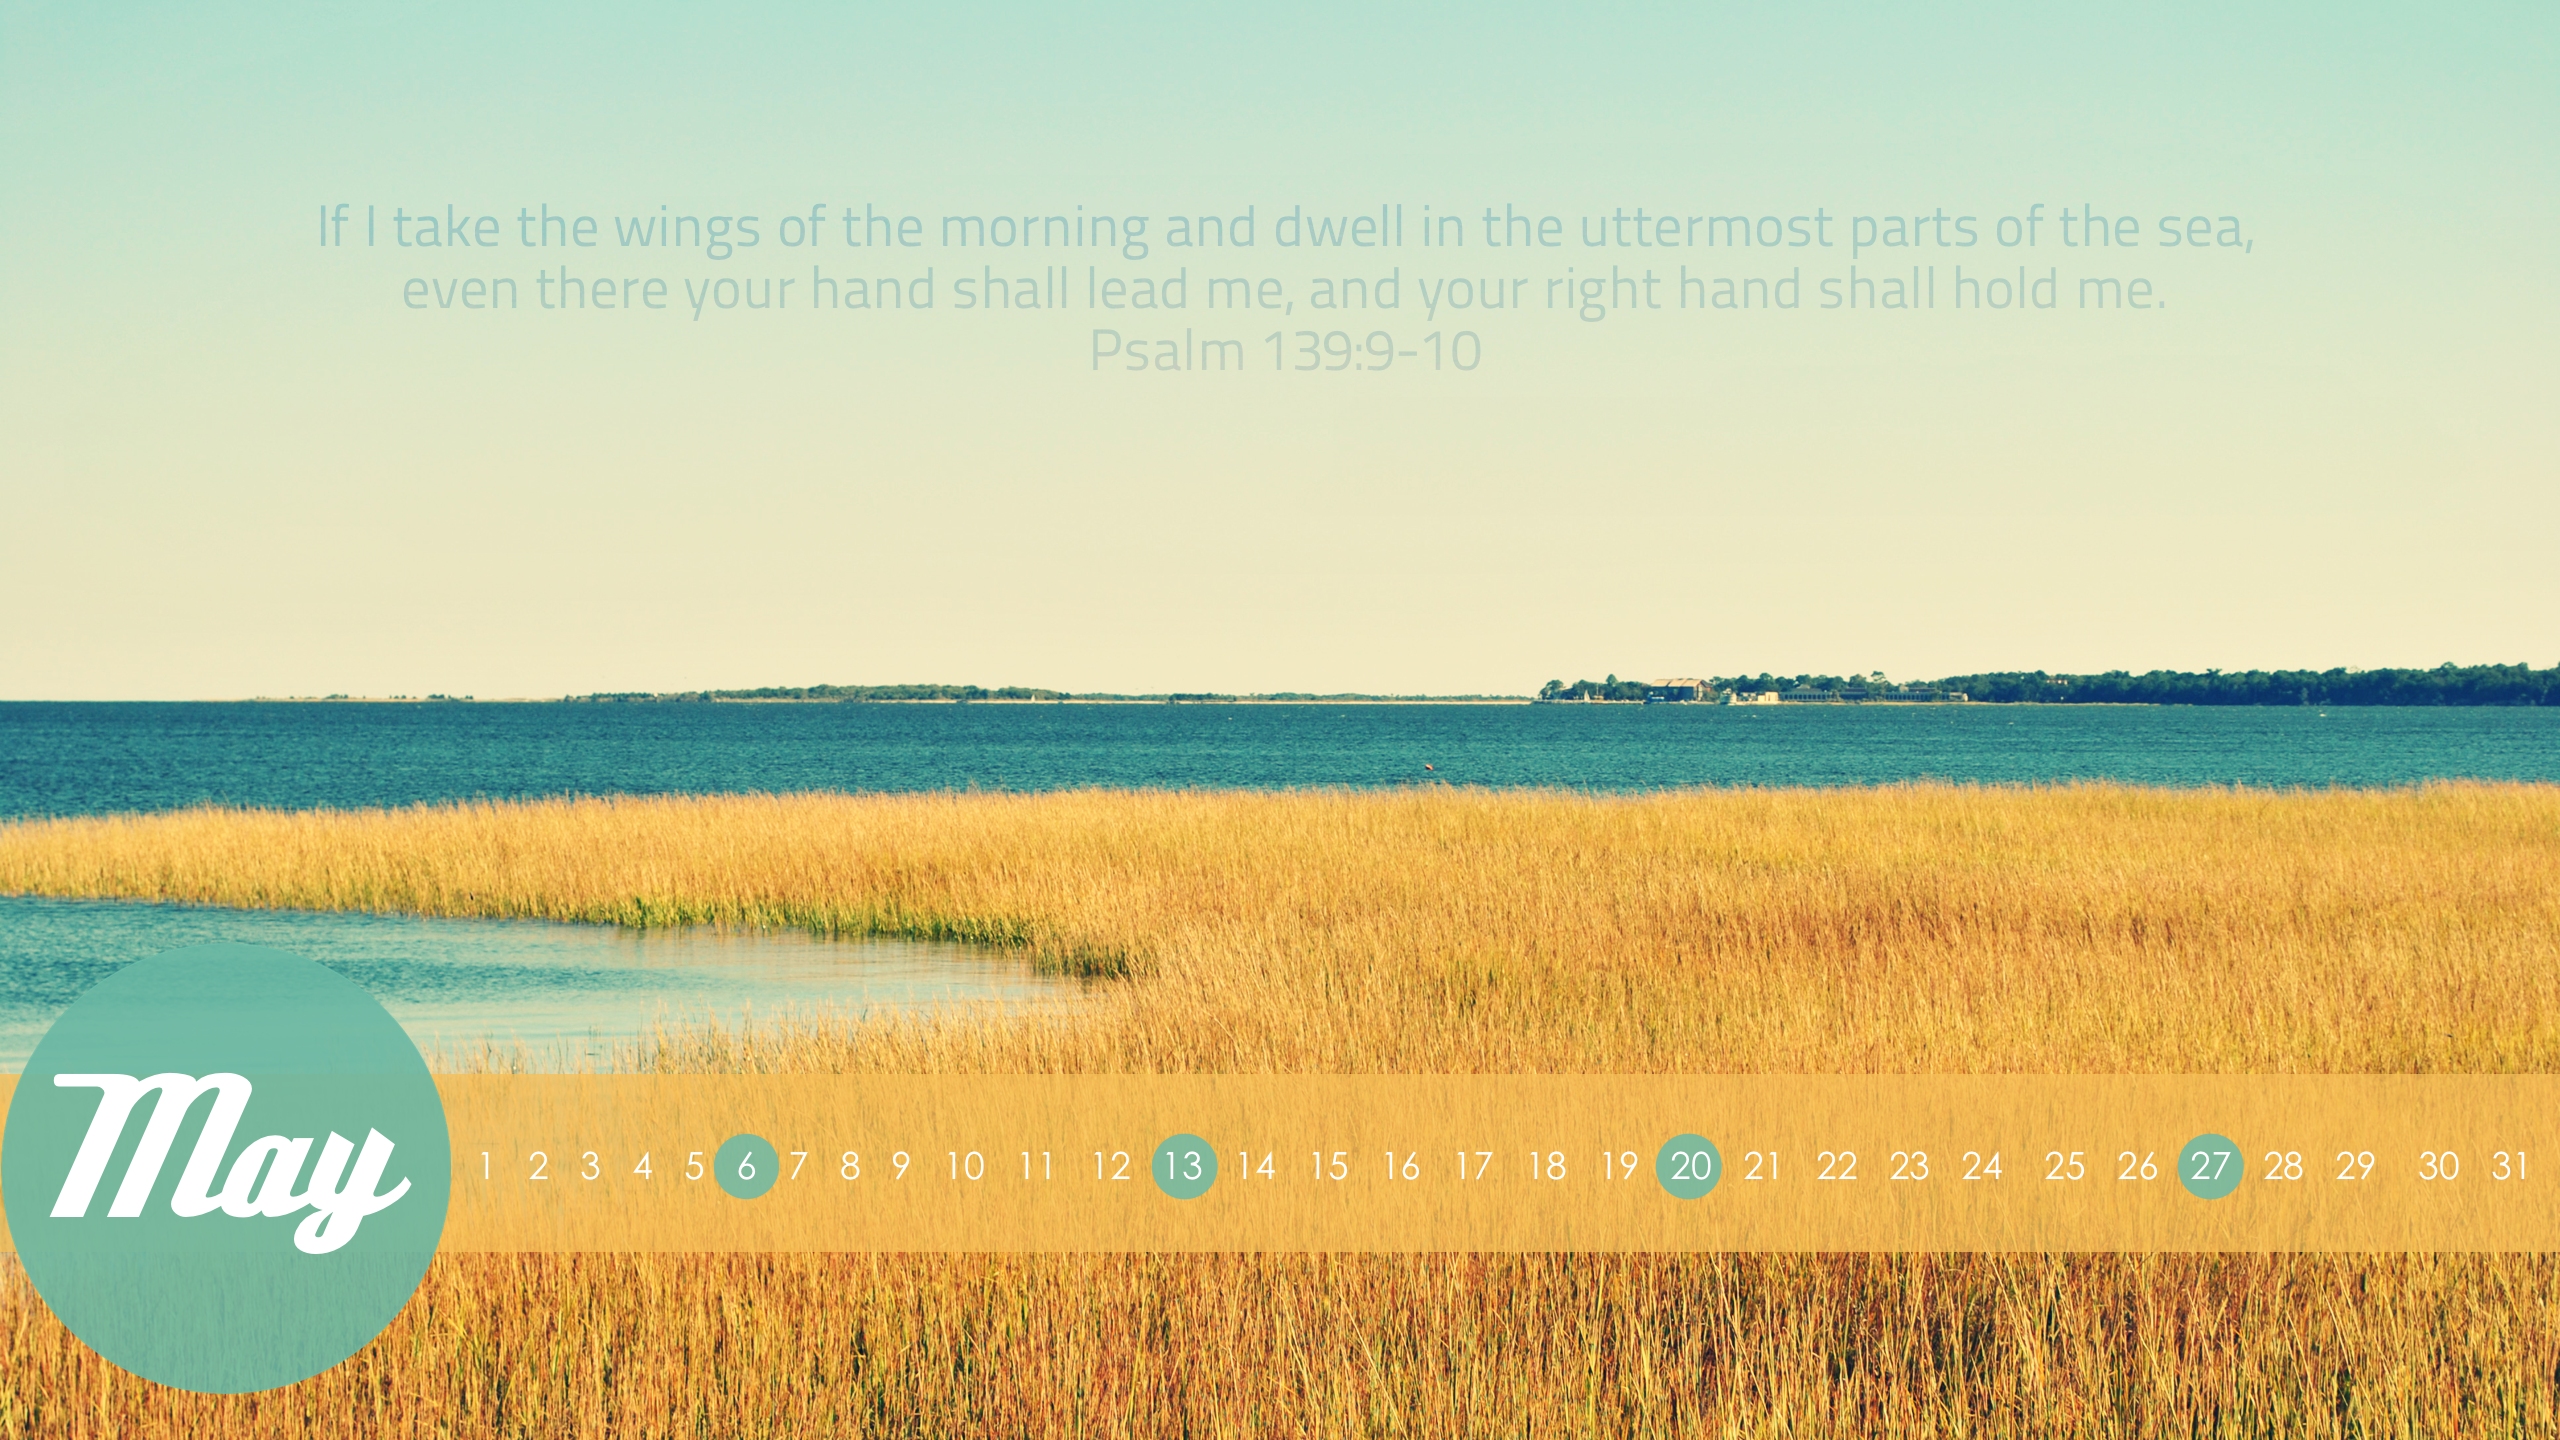 If I take the wings of the morning and dwell in the uttermost parts of the sea,
even there your hand shall lead me, and your right hand shall hold me.
Psalm 139:9-10
May
1 2 3 4 5 6 7 8 9 10 11 12 13 14 15 16 17 18 19 20 21 22 23 24 25 26 27 28 29 30 31